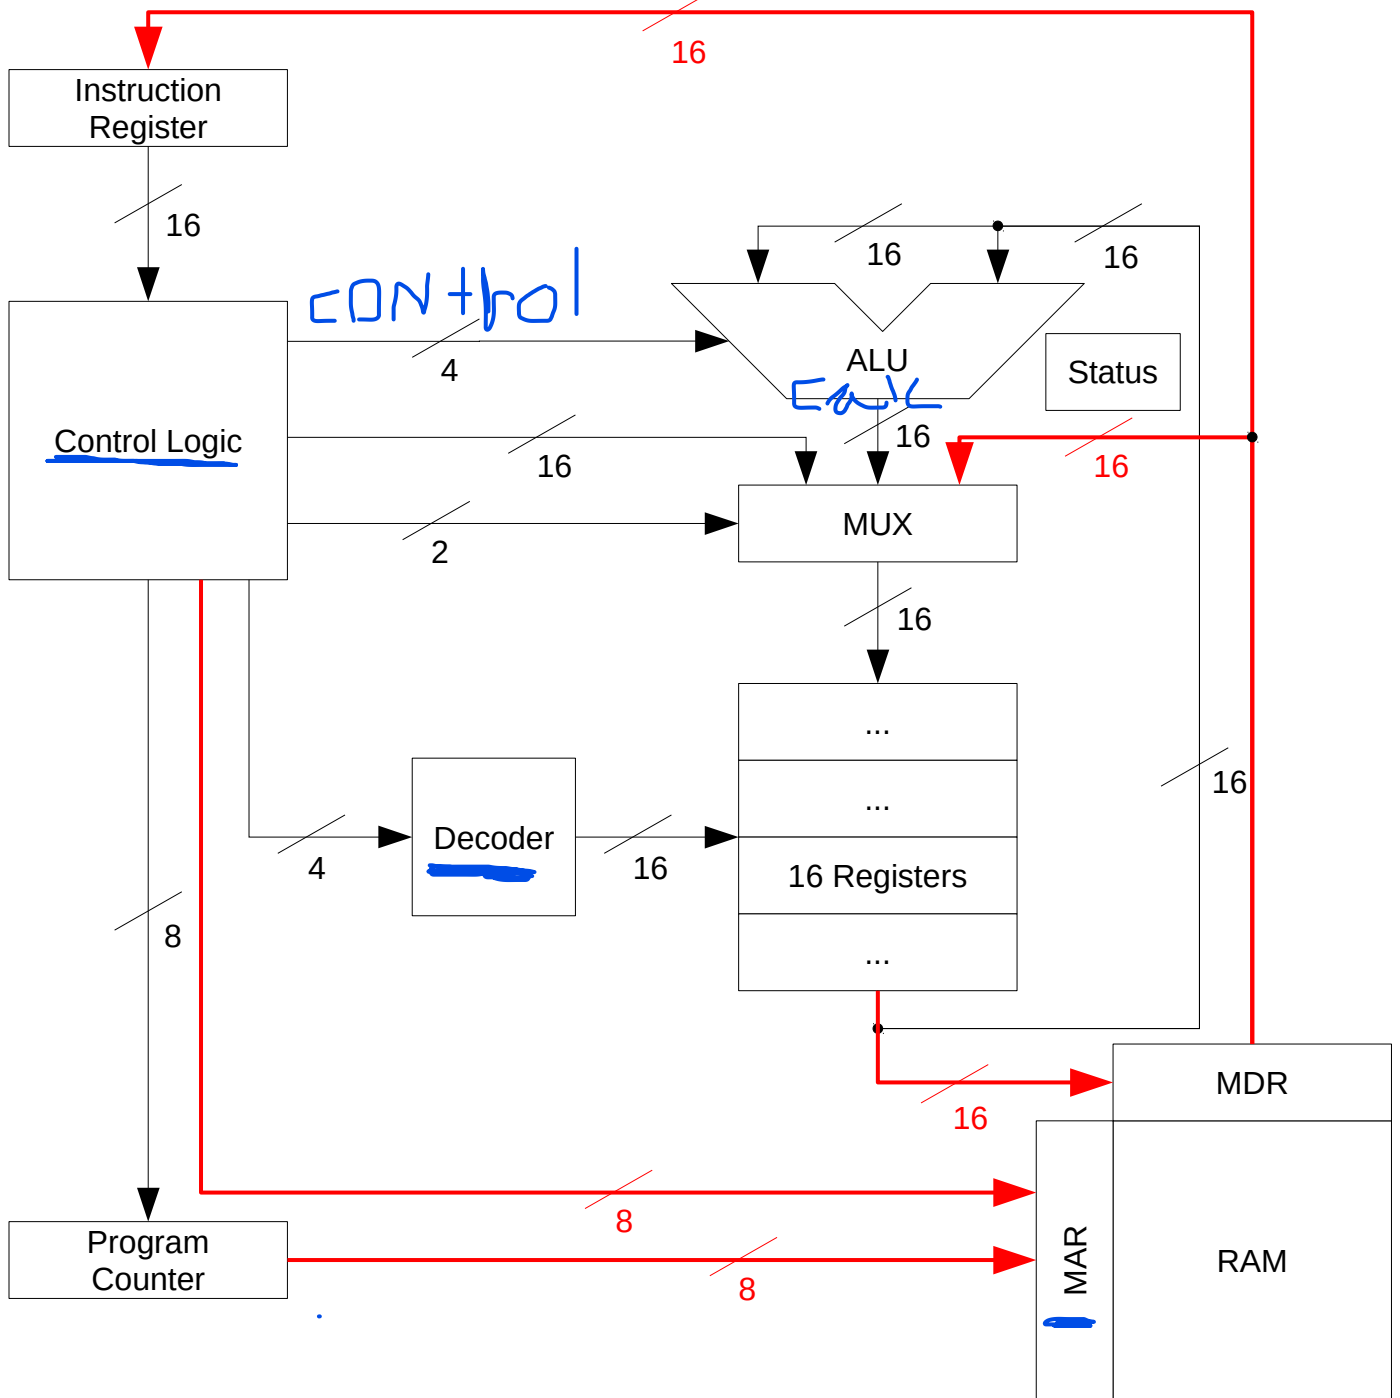 16
Instruction
Register
16
16
16
control
4
ALU
Status
Control Logic
16
16
16
2
MUX
16
...
...
16
Decoder
4
16
16 Registers
8
...
MDR
16
8
Program
Counter
8
MAR
RAM